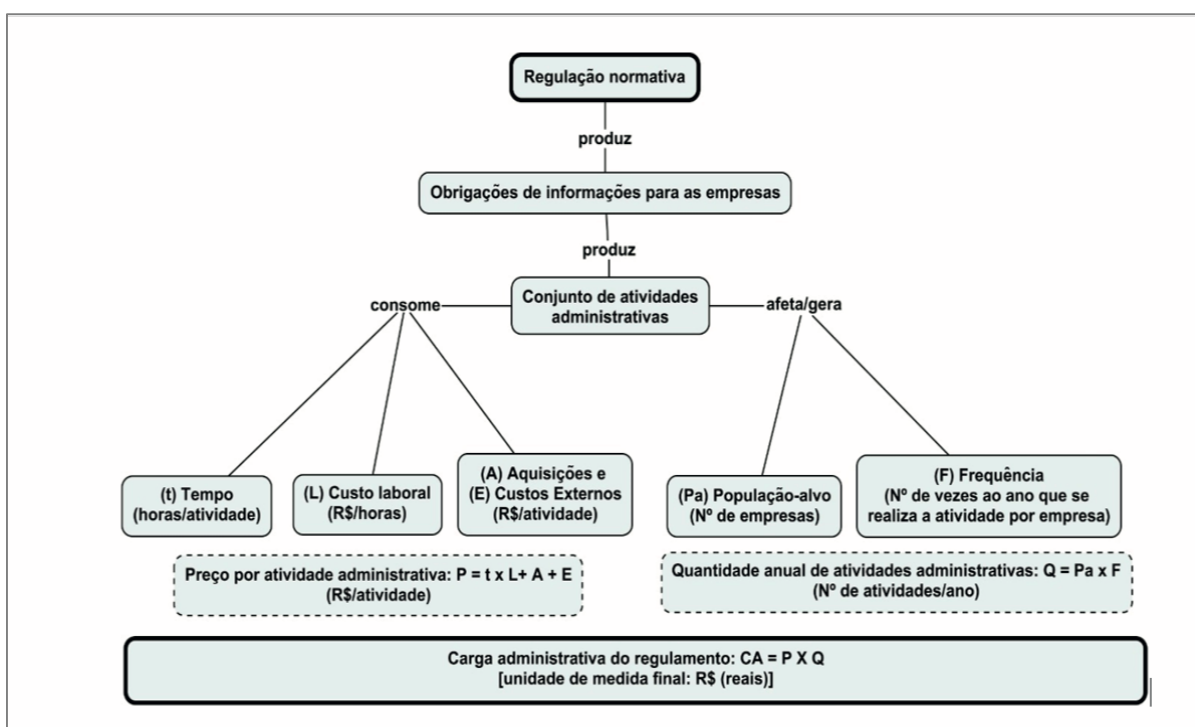 Regulação normativa
produz
Obrigações de informações para as empresas
produz
consome
Conjunto de atividades
administrativas
afeta/gera
(t) Tempo
(horas/atividade)
(L) Custo laboral
(R$/horas)
(A) Aquisições e
(E) Custos Externos
(R$/atividade)
(Pa) População-alvo
(Nº de empresas)
(F) Frequência
(Nº de vezes ao ano que se
realiza a atividade por empresa)
Preço por atividade administrativa: P = t x L+ A + E
(R$/atividade)
Quantidade anual de atividades administrativas: Q = Pa x F
(Nº de atividades/ano)
Carga administrativa do regulamento: CA = P X Q
[unidade de medida final: R$ (reais)]